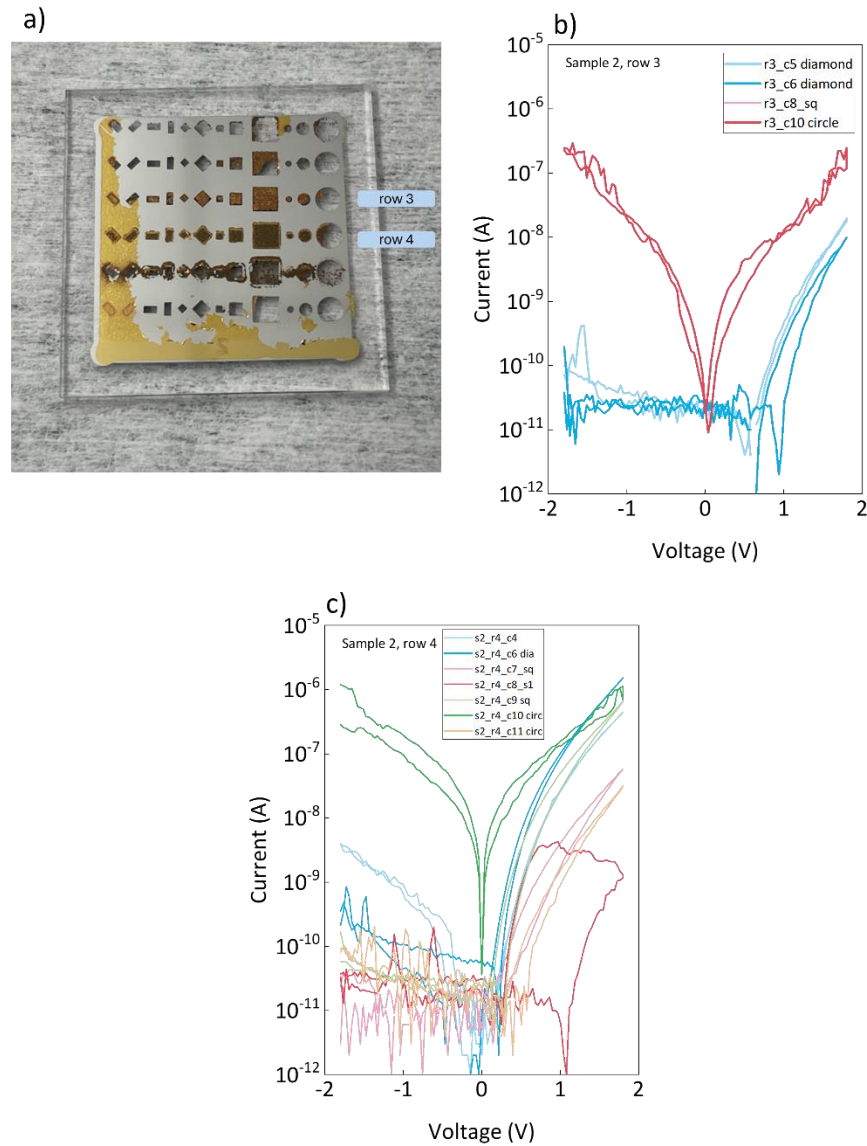 a)
row 3
row 4
b)
Sample 2, row 3
r3_c5 diamond
r3_c6 diamond
r3_c8_sq
r3_c10 circle
10-5
10-6
10-7
10-8
10-9
10-10
10-11
10-12
Current (A)
-2 -1 0 1 2
Voltage (V)
c)
Sample 2, row 4
s2_r4_c4
s2_r4_c6 dia
s2_r4_c7_sq
s2_r4_c8_s1
s2_r4_c9 sq
s2_r4_c10 circ
s2_r4_c11 circ
10-5
10-6
10-7
10-8
10-9
10-10
10-11
10-12
Current (A)
-2 -1 0 1 2
Voltage (V)